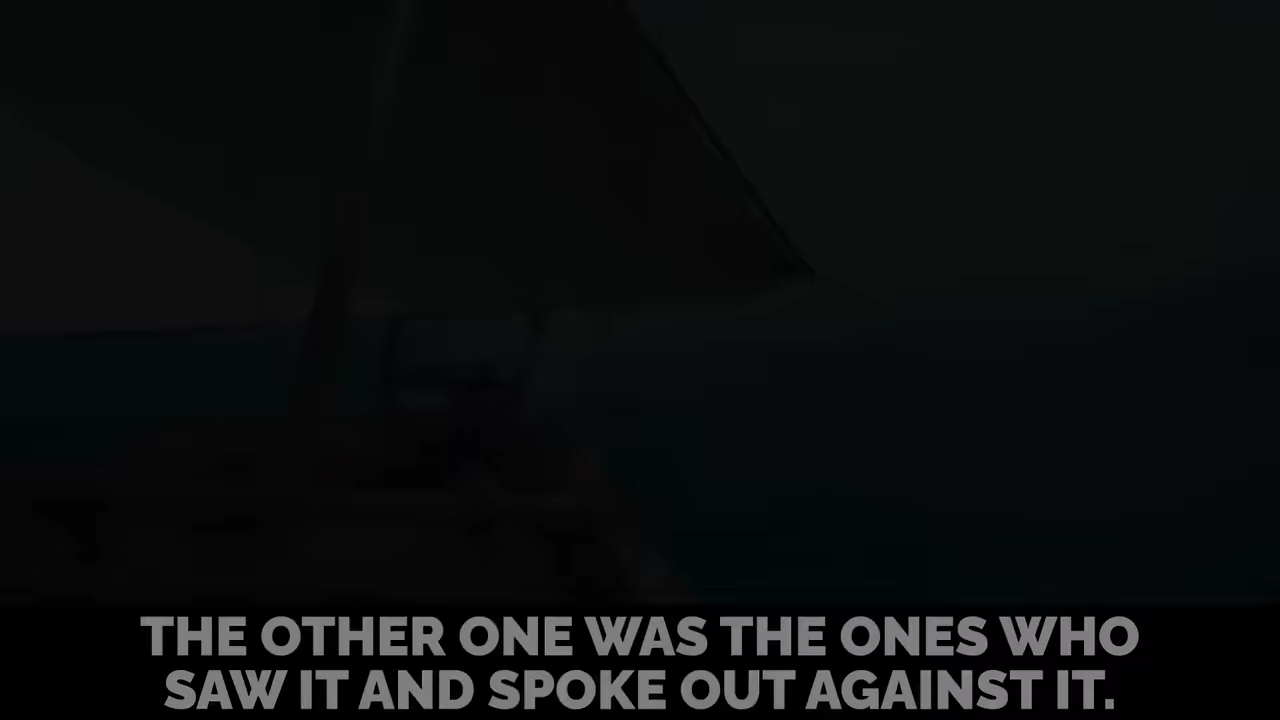 THE OTHER ONE WAS THE ONES WHO
SAW IT AND SPOKE OUT AGAINST IT.